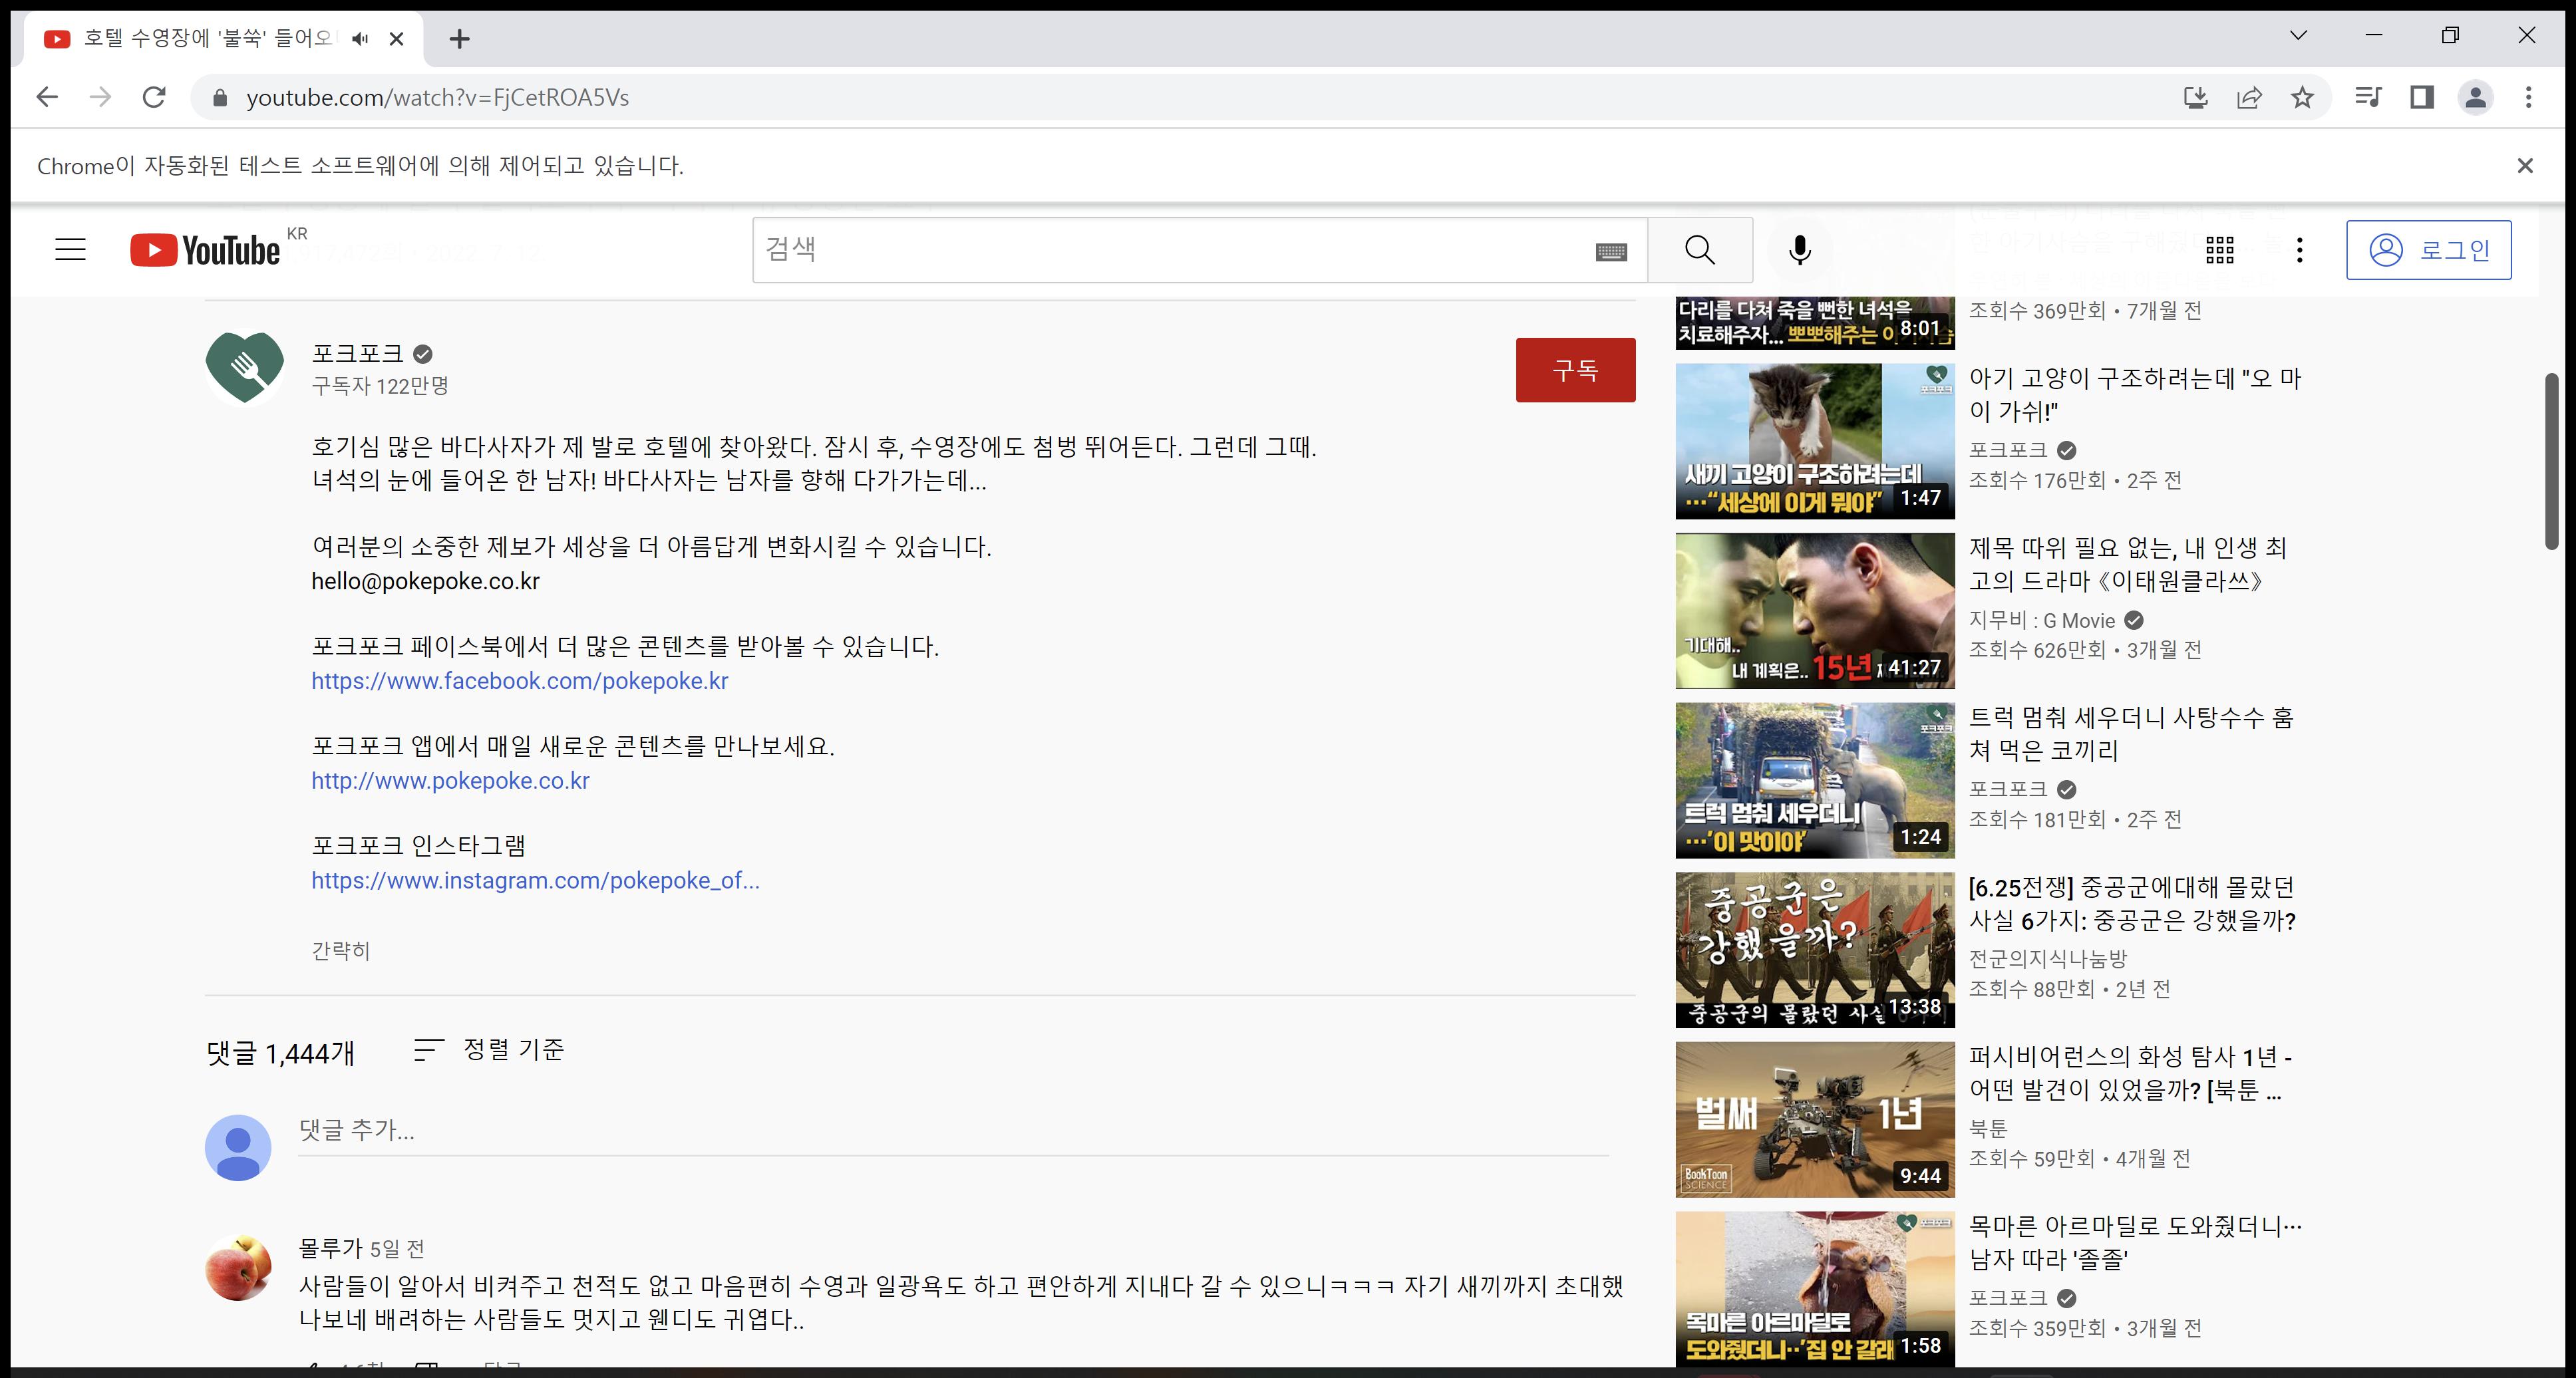 호텔 수영장에 '불쑥' 들어오
youtube.com/watch?v=FjCetROA5Vs
Chrome이 자동화된 테스트 소프트웨어에 의해 제어되고 있습니다.
YouTube KR
검색
로그인
포크포크
구독자 122만명
구독
호기심 많은 바다사자가 제 발로 호텔에 찾아왔다. 잠시 후, 수영장에도 첨벙 뛰어든다. 그런데 그때.
녀석의 눈에 들어온 한 남자! 바다사자는 남자를 향해 다가가는데...
여러분의 소중한 제보가 세상을 더 아름답게 변화시킬 수 있습니다.
hello@pokepoke.co.kr
포크포크 페이스북에서 더 많은 콘텐츠를 받아볼 수 있습니다.
https://www.facebook.com/pokepoke.kr
포크포크 앱에서 매일 새로운 콘텐츠를 만나보세요.
http://www.pokepoke.co.kr
포크포크 인스타그램
https://www.instagram.com/pokepoke_of...
간략히
댓글 1,444개
정렬 기준
댓글 추가...
몰루가 5일 전
사람들이 알아서 비켜주고 천적도 없고 마음편히 수영과 일광욕도 하고 편안하게 지내다 갈 수 있으니ㅋㅋㅋ 자기 새끼까지 초대했
나보네 배려하는 사람들도 멋지고 웬디도 귀엽다..
다리를 다쳐 죽을 뻔한 녀석을
치료해주자... 뽀뽀해주는
8:01
조회수 369만회 • 7개월 전
포크포크
새끼 고양이 구조하려는데
…“세상에 이게 뭐야”
1:47
아기 고양이 구조하려는데 "오 마
이 가쉬!"
포크포크
조회수 176만회 • 2주 전
기대해..
내 계획은.. 15년
41:27
제목 따위 필요 없는, 내 인생 최
고의 드라마 《이태원클라쓰》
지무비 : G Movie
조회수 626만회 • 3개월 전
포크포크
트럭 멈춰 세우더니
…'이 맛이야'
1:24
트럭 멈춰 세우더니 사탕수수 훔
쳐 먹은 코끼리
포크포크
조회수 181만회 • 2주 전
중공군은
강했을까?
중공군의 몰랐던 사실
13:38
[6.25전쟁] 중공군에대해 몰랐던
사실 6가지: 중공군은 강했을까?
전군의지식나눔방
조회수 88만회 • 2년 전
벌써 1년
BookToon
SCIENCE
9:44
퍼시비어런스의 화성 탐사 1년 -
어떤 발견이 있었을까? [북툰 ...
북툰
조회수 59만회 • 4개월 전
포크포크
목마른 아르마딜로
도와줬더니…'집 안 갈래
1:58
목마른 아르마딜로 도와줬더니…
남자 따라 '졸졸'
포크포크
조회수 359만회 • 3개월 전